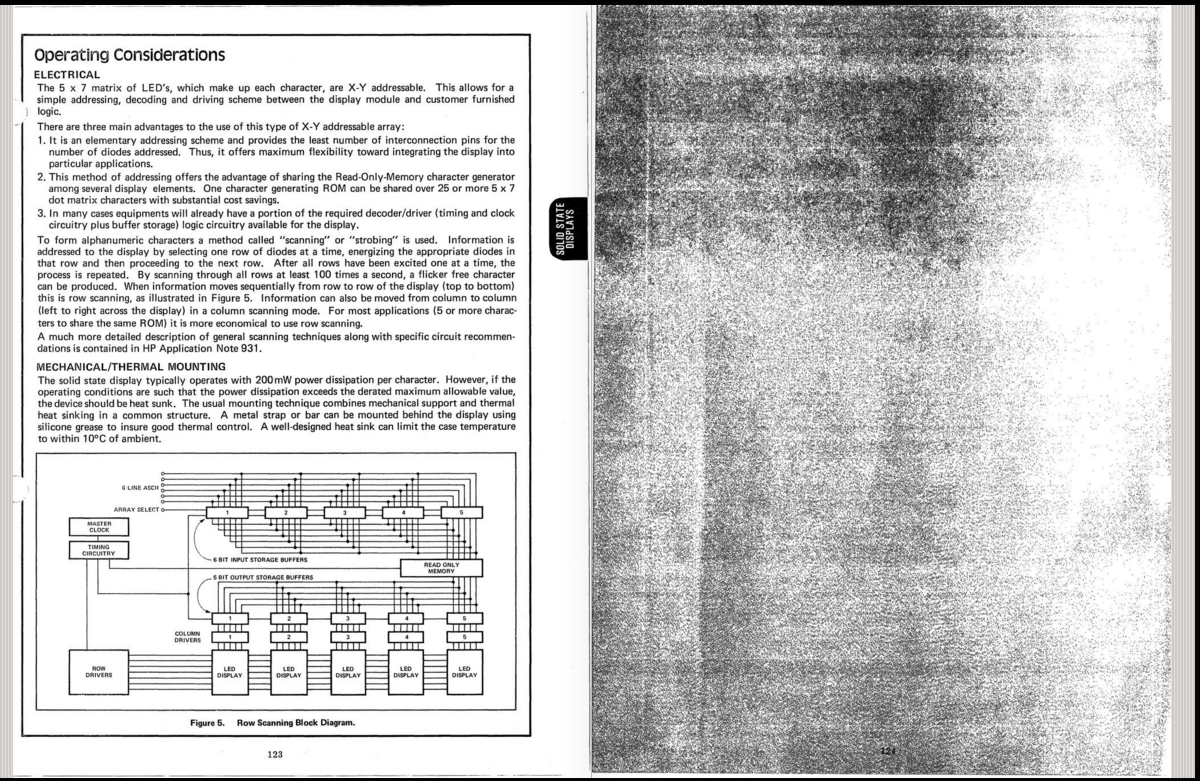 Operating Considerations
ELECTRICAL
The 5 x 7 matrix of LED's, which make up each character, are X-Y addressable. This allows for a
simple addressing, decoding and driving scheme between the display module and customer furnished
logic.
There are three main advantages to the use of this type of X-Y addressable array:
1. It is an elementary addressing scheme and provides the least number of interconnection pins for the
number of diodes addressed. Thus, it offers maximum flexibility toward integrating the display into
particular applications.
2. This method of addressing offers the advantage of sharing the Read-Only-Memory character generator
among several display elements. One character generating ROM can be shared over 25 or more 5 x 7
dot matrix characters with substantial cost savings.
3. In many cases equipments will already have a portion of the required decoder/driver (timing and clock
circuitry plus buffer storage) logic circuitry available for the display.
To form alphanumeric characters a method called "scanning" or "strobing" is used. Information is
addressed to the display by selecting one row of diodes at a time, energizing the appropriate diodes in
that row and then proceeding to the next row. After all rows have been excited one at a time, the
process is repeated. By scanning through all rows at least 100 times a second, a flicker free character
can be produced. When information moves sequentially from row to row of the display (top to bottom)
this is row scanning, as illustrated in Figure 5. Information can also be moved from column to column
(left to right across the display) in a column scanning mode. For most applications (5 or more charac-
ters to share the same ROM) it is more economical to use row scanning.
A much more detailed description of general scanning techniques along with specific circuit recommen-
dations is contained in HP Application Note 931.
MECHANICAL/THERMAL MOUNTING
The solid state display typically operates with 200mW power dissipation per character. However, if the
operating conditions are such that the power dissipation exceeds the derated maximum allowable value,
the device should be heat sunk. The usual mounting technique combines mechanical support and thermal
heat sinking in a common structure. A metal strap or bar can be mounted behind the display using
silicone grease to insure good thermal control. A well-designed heat sink can limit the case temperature
to within 10°C of ambient.
6 LINE ASCII
ARRAY SELECT
1 2 3 4 5
MASTER
CLOCK
TIMING
CIRCUITRY
6 BIT INPUT STORAGE BUFFERS
READ ONLY
MEMORY
5 BIT OUTPUT STORAGE BUFFERS
1 2 3 4 5
COLUMN
DRIVERS
1 2 3 4 5
ROW
DRIVERS
LED
DISPLAY
LED
DISPLAY
LED
DISPLAY
LED
DISPLAY
LED
DISPLAY
Figure 5. Row Scanning Block Diagram.
123
SOLID STATE
DISPLAYS
124